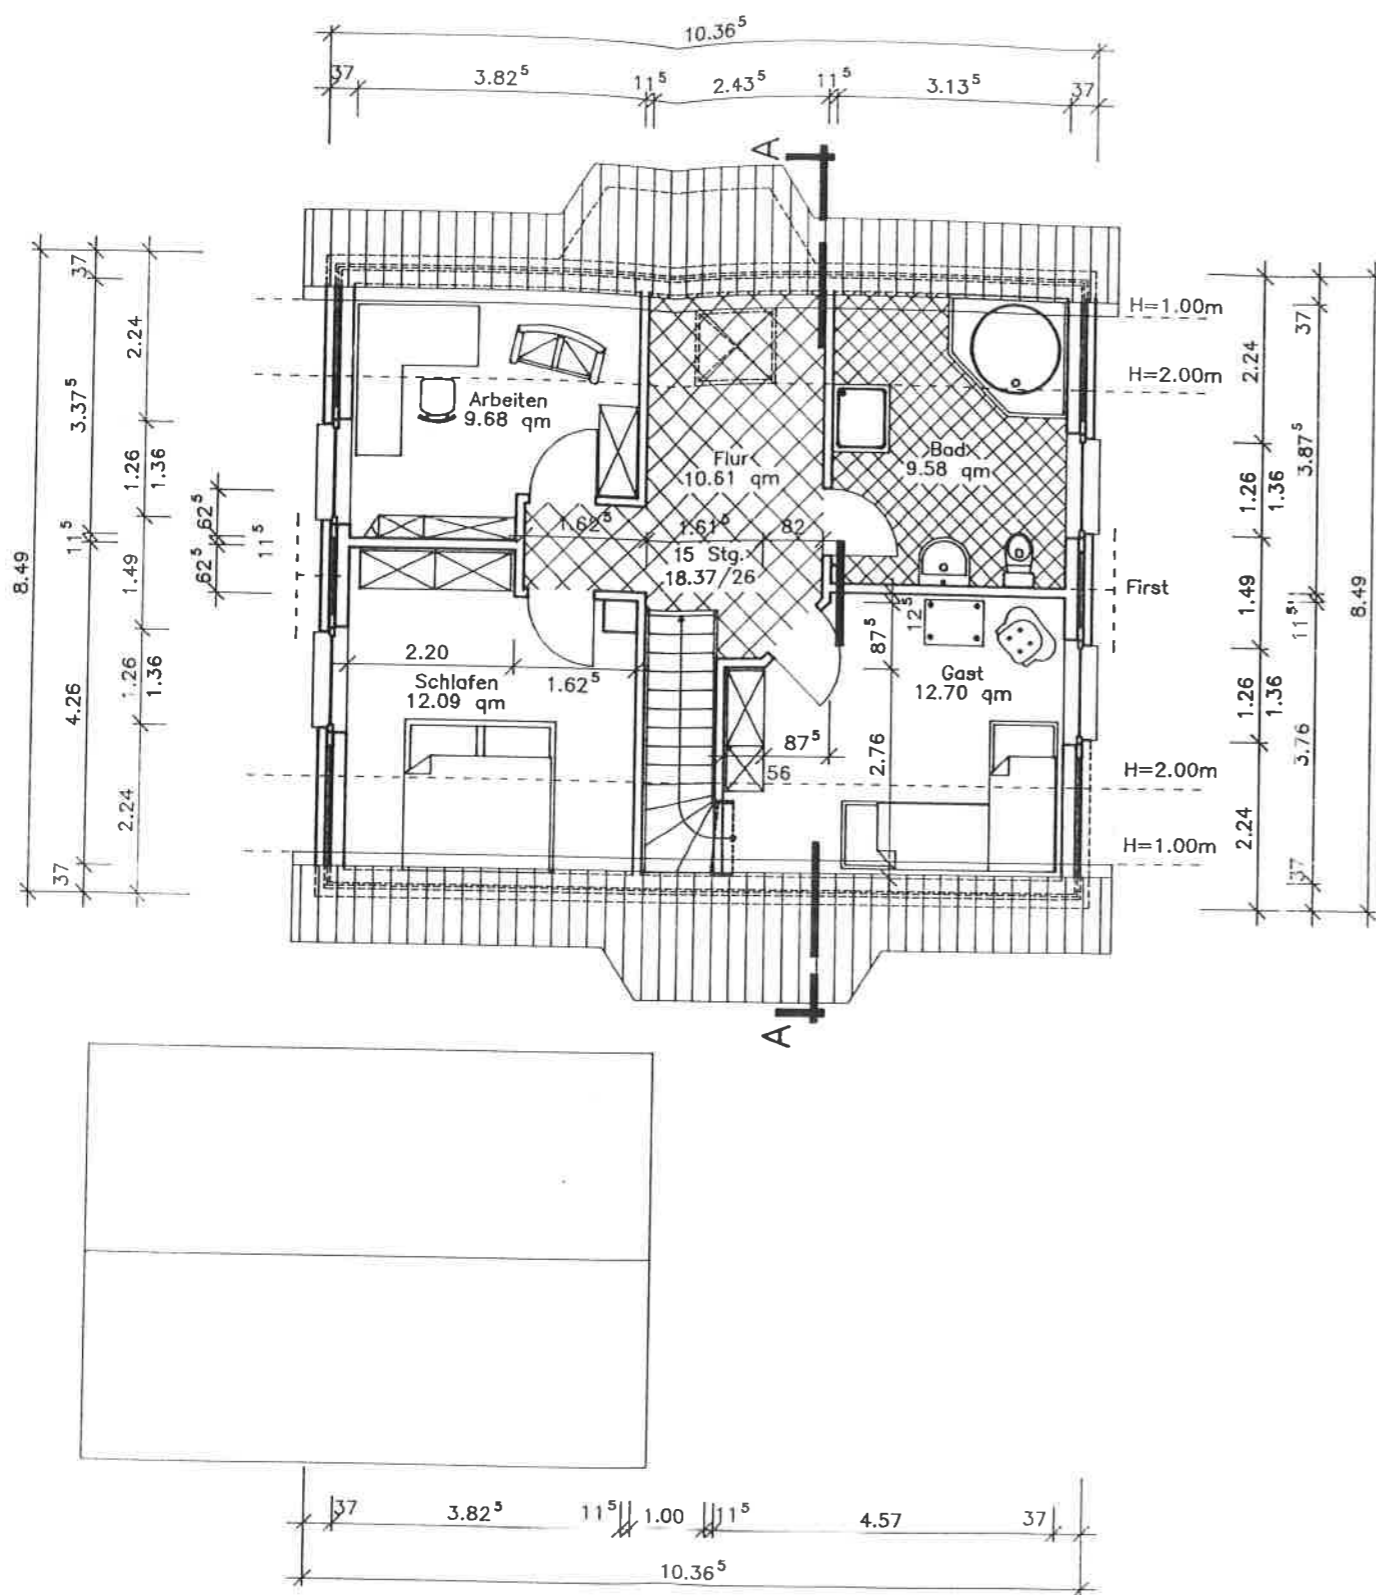 10.36⁵
37 3.82⁵ 11⁵ 2.43⁵ 11⁵ 3.13⁵ 37
A
H=1.00m
H=2.00m
Arbeiten
9.68 qm
Flur
10.61 qm
Bad
9.58 qm
1.62⁵ 1.61⁵ 82
15 Stg.
18.37/26
First
12⁵
87⁵
2.20
1.62⁵
Schlafen
12.09 qm
Gast
12.70 qm
87⁵
56
2.76
H=2.00m
H=1.00m
A
8.49
37
3.37⁵
11⁵
4.26
37
2.24
1.26
1.36
1.49
1.26
1.36
2.24
62⁵
11⁵
62⁵
2.24
1.26
1.36
1.49
1.26
1.36
2.24
37
3.87⁵
11⁵
3.76
37
8.49
37 3.82⁵ 11⁵ 1.00 11⁵ 4.57 37
10.36⁵